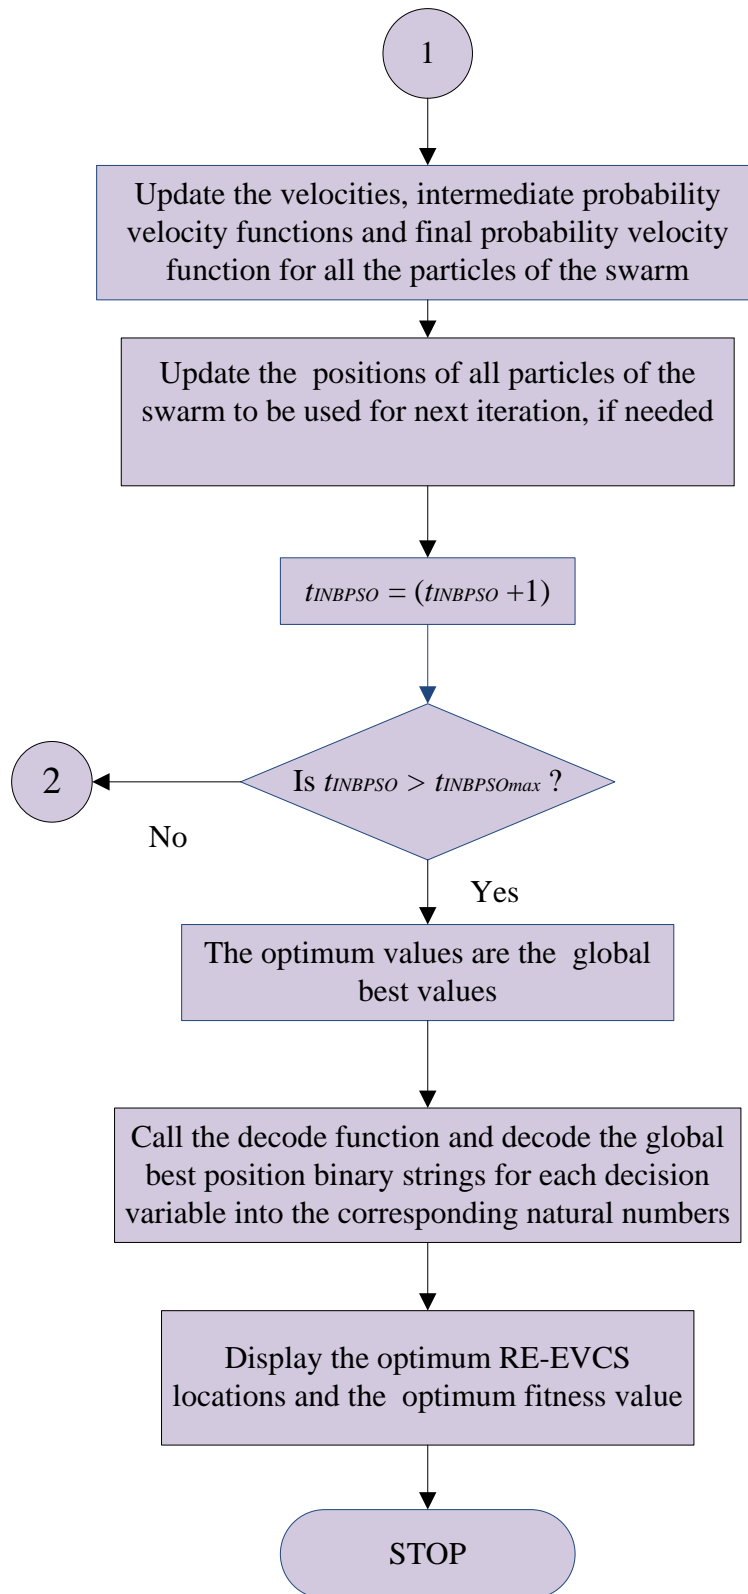 1
Update the velocities, intermediate probability
velocity functions and final probability velocity
function for all the particles of the swarm
Update the positions of all particles of the
swarm to be used for next iteration, if needed
tINBPSO = (tINBPSO +1)
Is tINBPSO > tINBPSOmax ?
2
No
Yes
The optimum values are the global
best values
Call the decode function and decode the global
best position binary strings for each decision
variable into the corresponding natural numbers
Display the optimum RE-EVCS
locations and the optimum fitness value
STOP